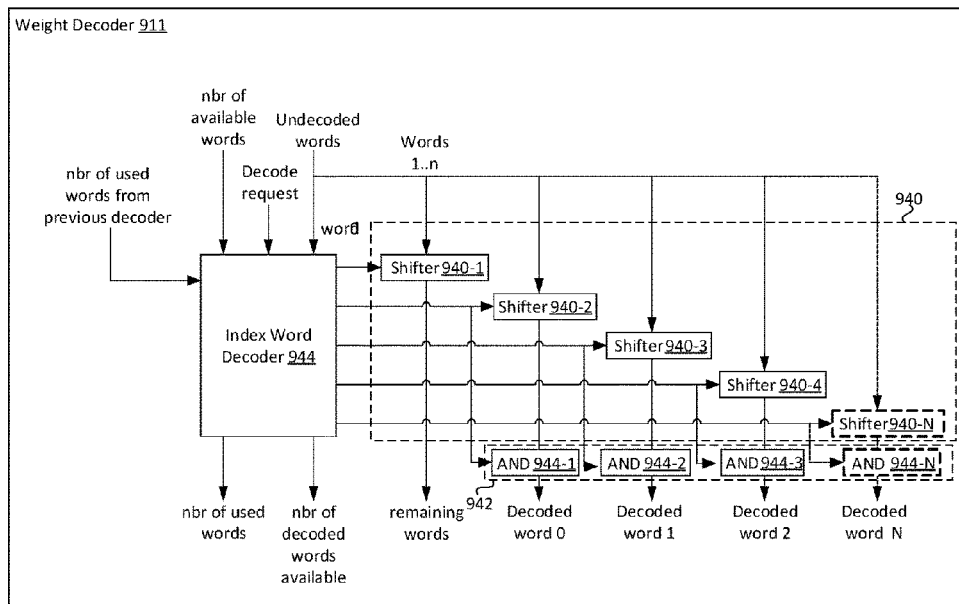 Weight Decoder 911
nbr of
available
words
Undecoded
words
Words
1..n
nbr of used
words from
previous decoder
Decode
request
940
Shifter 940-1
Shifter 940-2
Index Word
Decoder 944
Shifter 940-3
Shifter 940-4
Shifter 940-N
AND 944-1
AND 944-2
AND 944-3
AND 944-N
942
nbr of used
words
nbr of
decoded
words
available
remaining
words
Decoded
word 0
Decoded
word 1
Decoded
word 2
Decoded
word N